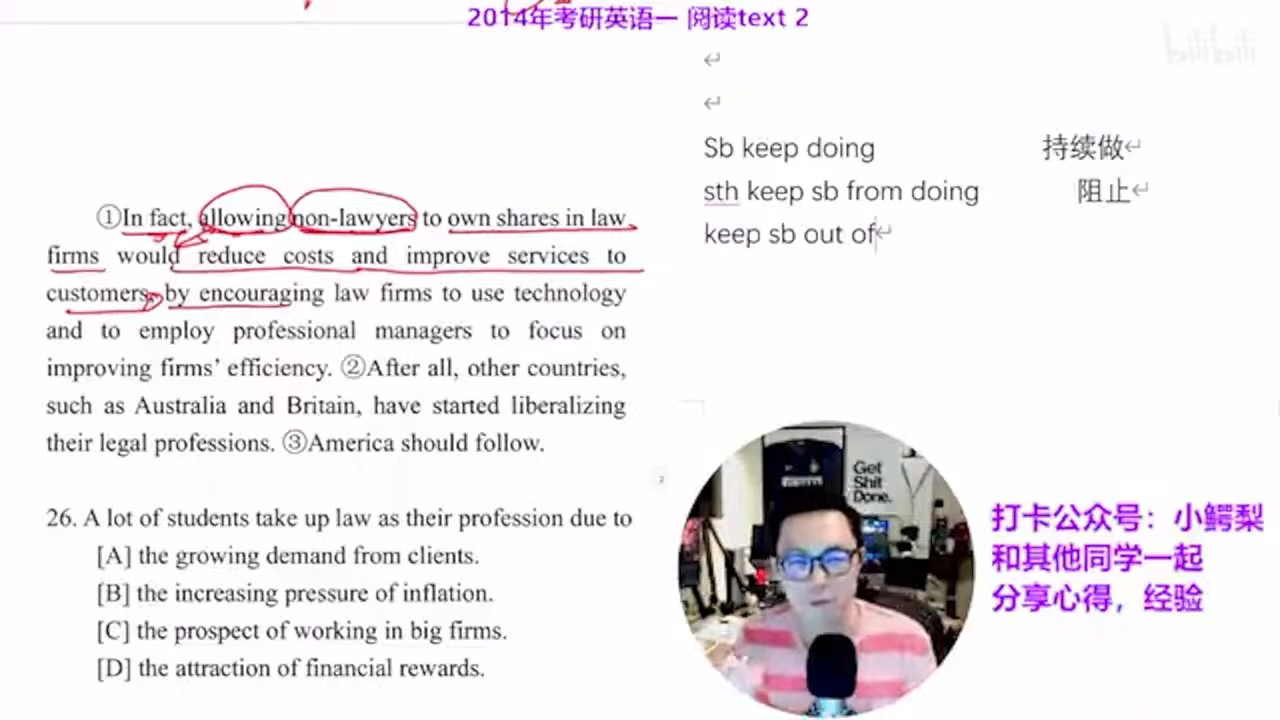 2014年考研英语一 阅读text 2
bilibili
①In fact, allowing non-lawyers to own shares in law
firms would reduce costs and improve services to
customers, by encouraging law firms to use technology
and to employ professional managers to focus on
improving firms' efficiency. ②After all, other countries,
such as Australia and Britain, have started liberalizing
their legal professions. ③America should follow.
26. A lot of students take up law as their profession due to
[A] the growing demand from clients.
[B] the increasing pressure of inflation.
[C] the prospect of working in big firms.
[D] the attraction of financial rewards.
Sb keep doing 持续做
sth keep sb from doing 阻止
keep sb out of
Get
Shit
Done.
打卡公众号：小鳄梨
和其他同学一起
分享心得，经验